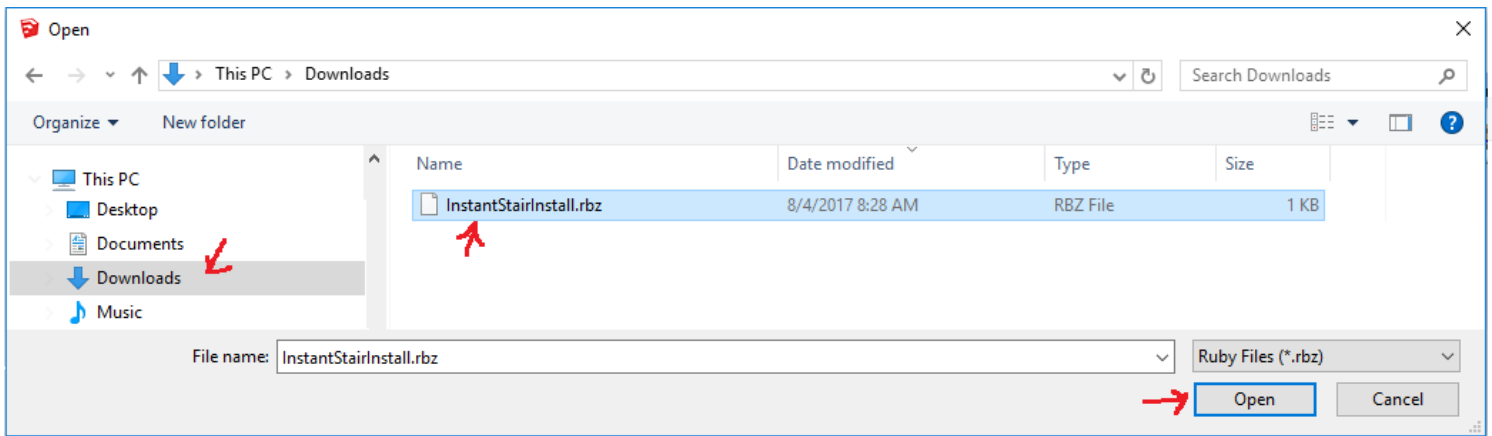 Open
This PC > Downloads
Search Downloads
Organize
New folder
Name Date modified Type Size
This PC
InstantStairInstall.rbz 8/4/2017 8:28 AM RBZ File 1 KB
Desktop
Documents
Downloads
Music
File name: InstantStairInstall.rbz Ruby Files (*.rbz)
Open Cancel